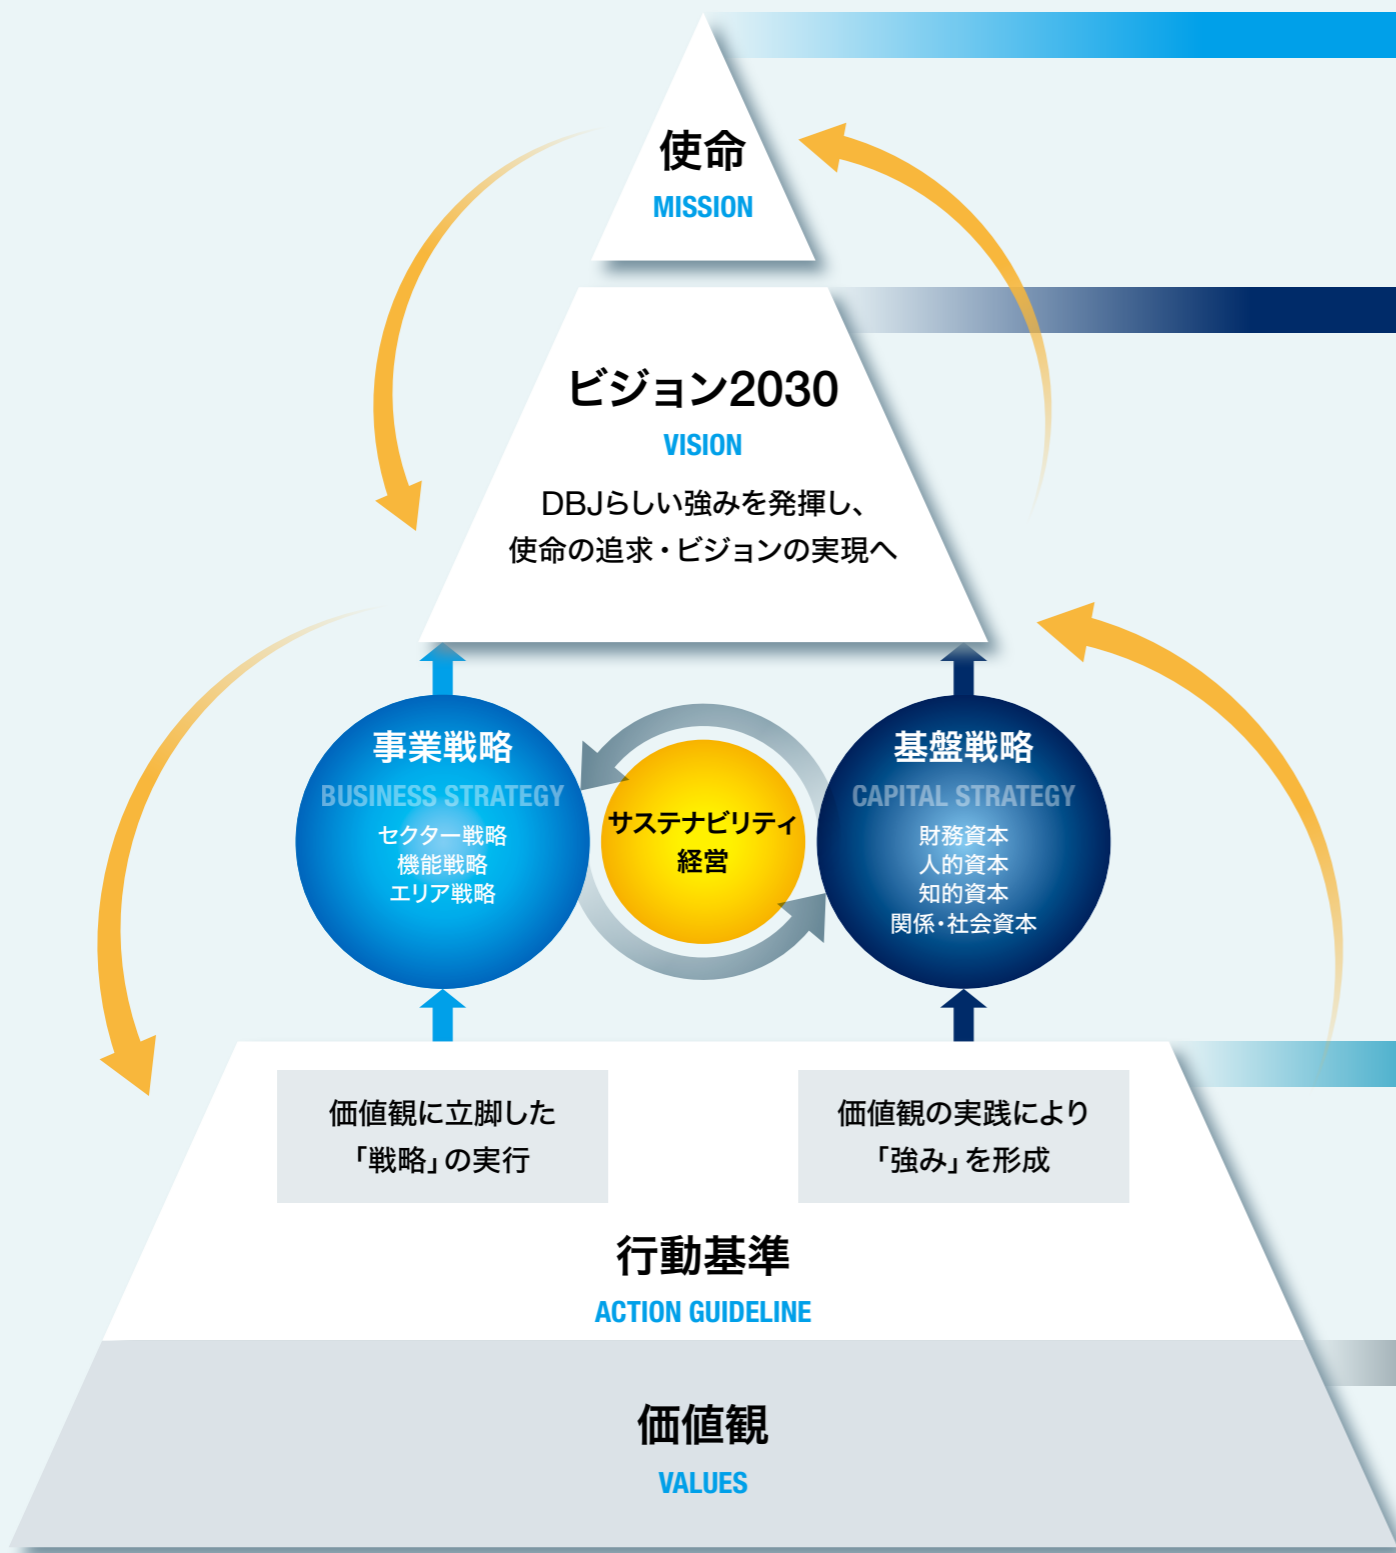 使命
MISSION
ビジョン2030
VISION
DBJらしい強みを発揮し、
使命の追求・ビジョンの実現へ
事業戦略
BUSINESS STRATEGY
セクター戦略
機能戦略
エリア戦略
サステナビリティ
経営
基盤戦略
CAPITAL STRATEGY
財務資本
人的資本
知的資本
関係・社会資本
価値観に立脚した
「戦略」の実行
価値観の実践により
「強み」を形成
行動基準
ACTION GUIDELINE
価値観
VALUES